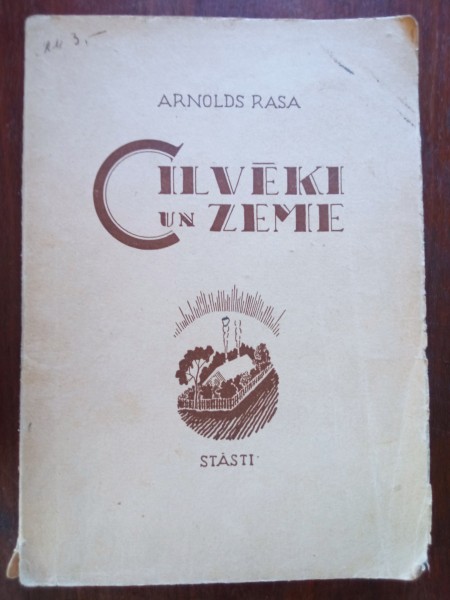 ARNOLDS RASA
CILVĒKI
UN ZEME
STĀSTI